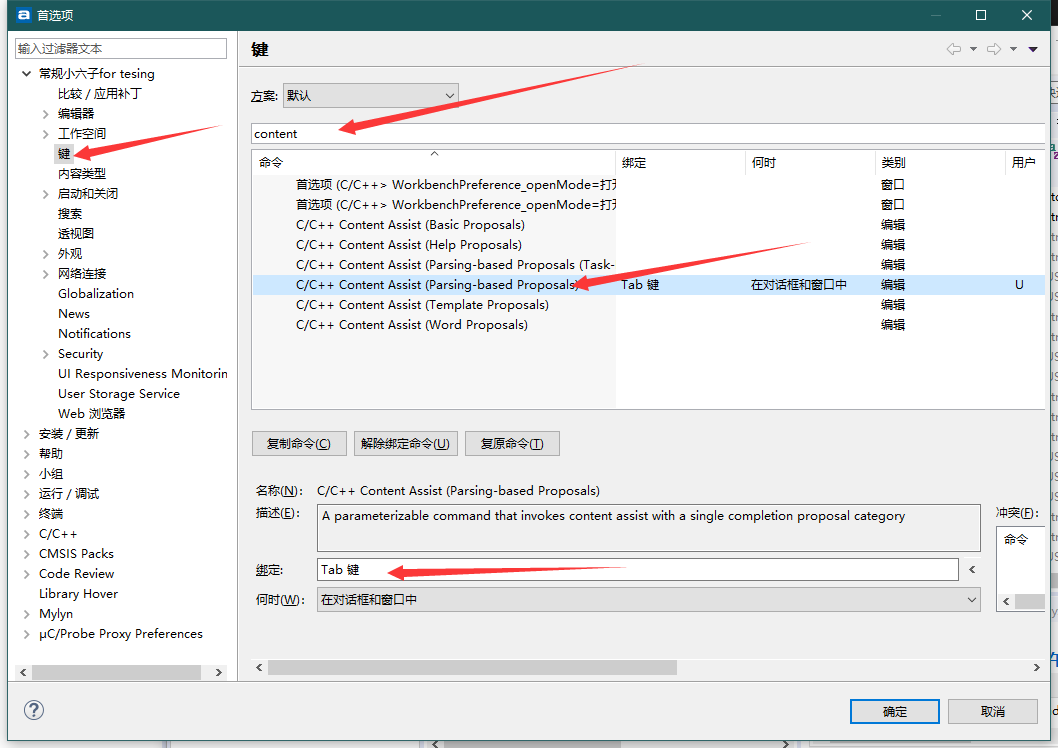 首选项
输入过滤器文本
常规小六子for tesing
比较 / 应用补丁
编辑器
工作空间
键
内容类型
启动和关闭
搜索
透视图
外观
网络连接
Globalization
News
Notifications
Security
UI Responsiveness Monitorin
User Storage Service
Web 浏览器
安装 / 更新
帮助
小组
运行 / 调试
终端
C/C++
CMSIS Packs
Code Review
Library Hover
Mylyn
µC/Probe Proxy Preferences
键
方案: 默认
content
命令 绑定 何时 类别 用户
首选项 (C/C++> WorkbenchPreference_openMode=打开 窗口
首选项 (C/C++> WorkbenchPreference_openMode=打开 窗口
C/C++ Content Assist (Basic Proposals) 编辑
C/C++ Content Assist (Help Proposals) 编辑
C/C++ Content Assist (Parsing-based Proposals (Task- 编辑
C/C++ Content Assist (Parsing-based Proposals) Tab 键 在对话框和窗口中 编辑 U
C/C++ Content Assist (Template Proposals) 编辑
C/C++ Content Assist (Word Proposals) 编辑
复制命令(C) 解除绑定命令(U) 复原命令(T)
名称(N): C/C++ Content Assist (Parsing-based Proposals)
描述(E): A parameterizable command that invokes content assist with a single completion proposal category
冲突(F):
命令
绑定: Tab 键
何时(W): 在对话框和窗口中
确定 取消